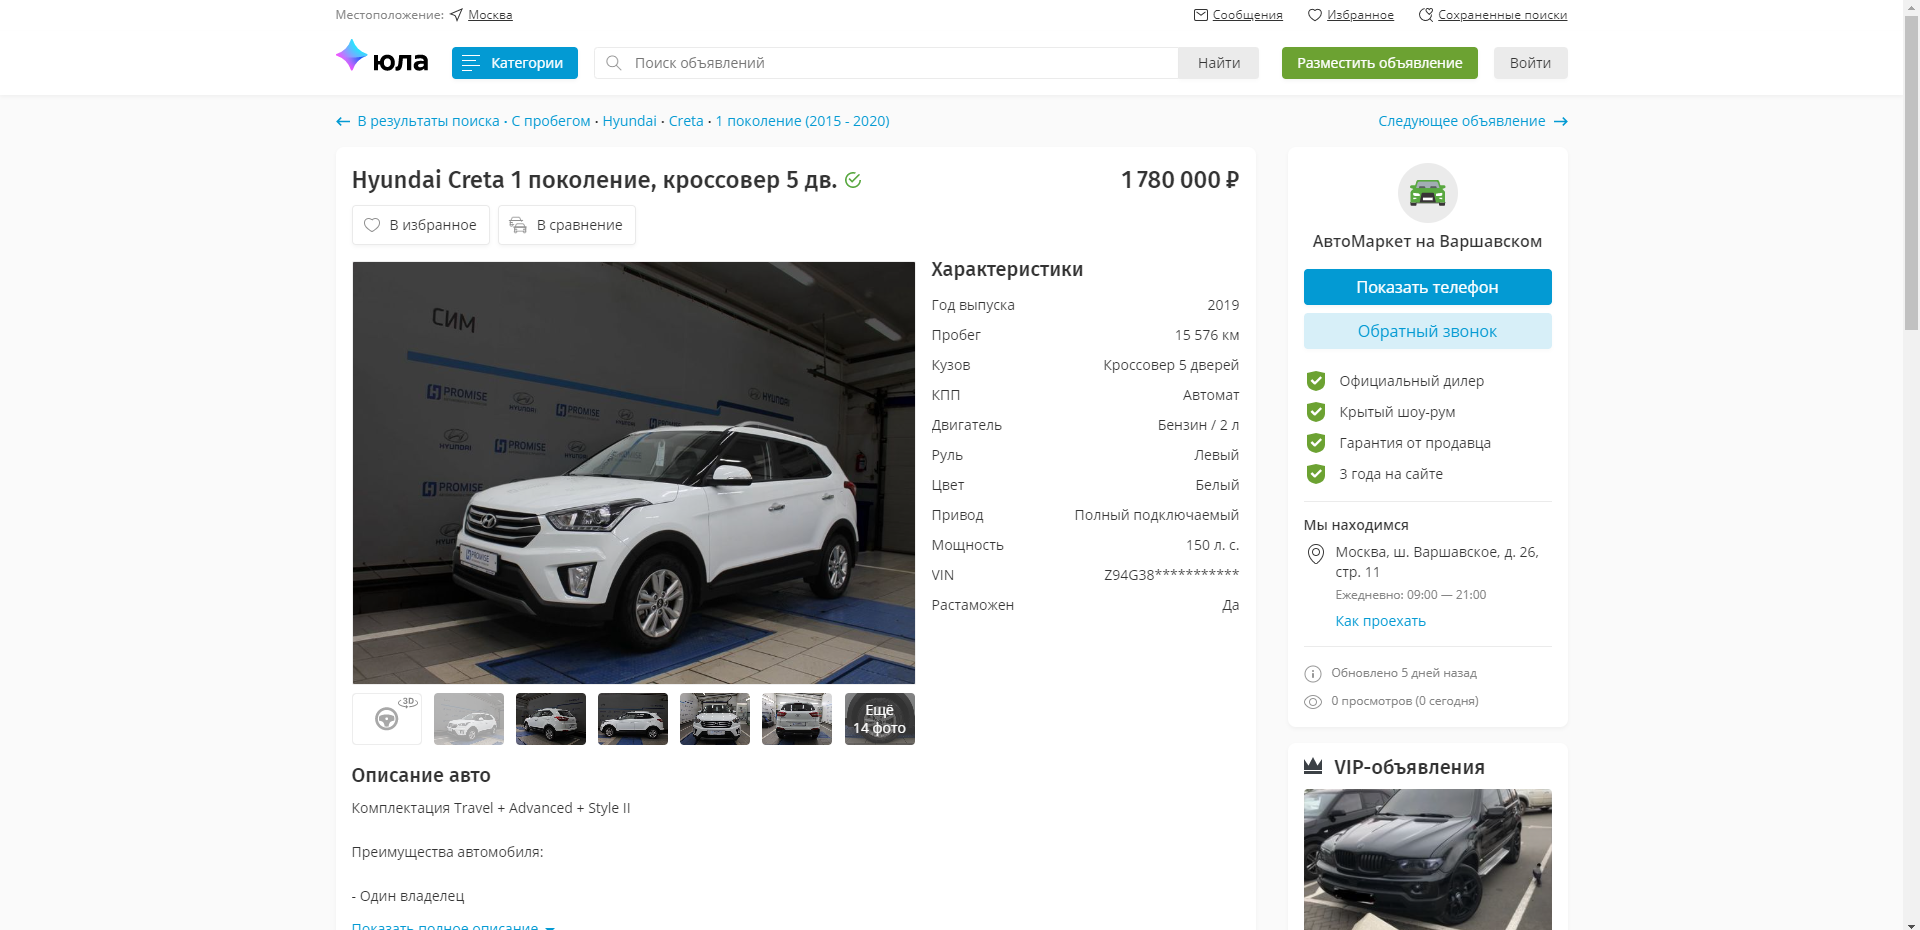 Местоположение: Москва
Сообщения Избранное Сохраненные поиски
юла Категории Поиск объявлений Найти Разместить объявление Войти
В результаты поиска · С пробегом · Hyundai · Creta · 1 поколение (2015 - 2020)
Следующее объявление
Hyundai Creta 1 поколение, кроссовер 5 дв.
1 780 000 ₽
В избранное В сравнение
СИМ
PROMISE
HYUNDAI
PROMISE
HYUNDAI
HYUNDAI
PROMISE
PROMISE
PROMISE
3D
Ещё
14 фото
Характеристики
Год выпуска 2019
Пробег 15 576 км
Кузов Кроссовер 5 дверей
КПП Автомат
Двигатель Бензин / 2 л
Руль Левый
Цвет Белый
Привод Полный подключаемый
Мощность 150 л. с.
VIN Z94G38***********
Растаможен Да
Описание авто
Комплектация Travel + Advanced + Style II
Преимущества автомобиля:
- Один владелец
Показать полное описание
АвтоМаркет на Варшавском
Показать телефон
Обратный звонок
Официальный дилер
Крытый шоу-рум
Гарантия от продавца
3 года на сайте
Мы находимся
Москва, ш. Варшавское, д. 26,
стр. 11
Ежедневно: 09:00 — 21:00
Как проехать
Обновлено 5 дней назад
0 просмотров (0 сегодня)
VIP-объявления